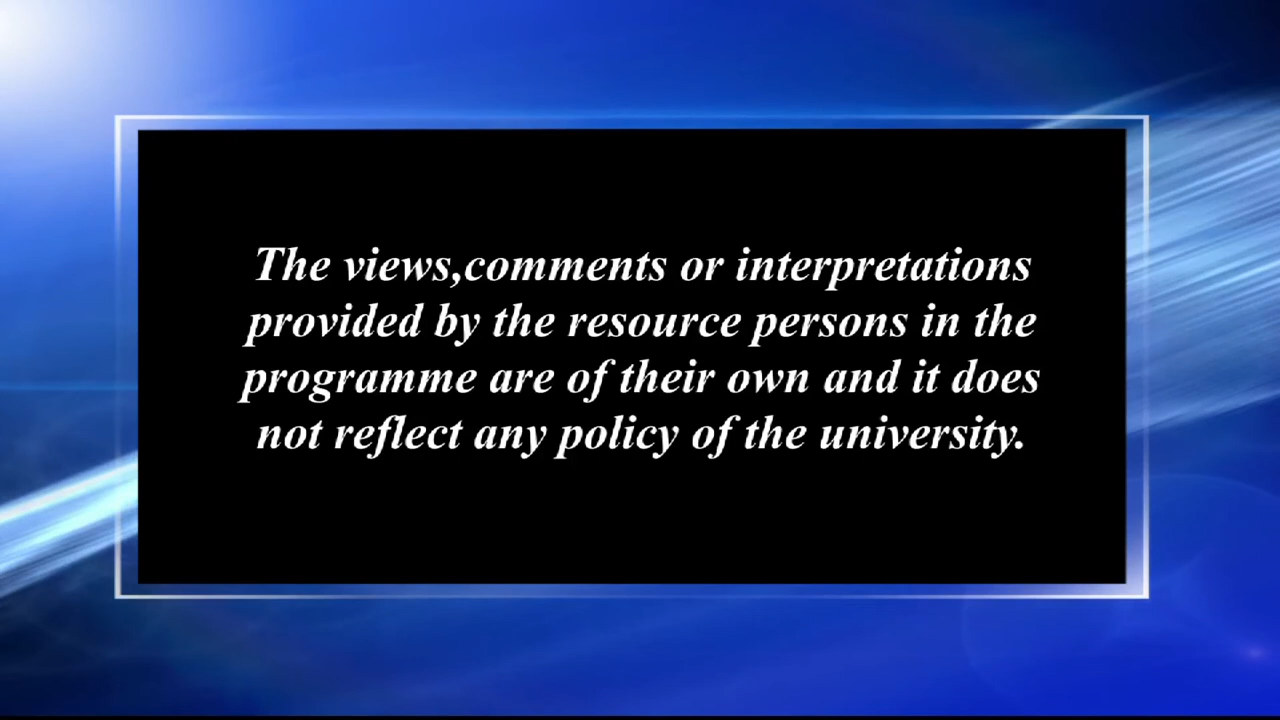 The views,comments or interpretations
provided by the resource persons in the
programme are of their own and it does
not reflect any policy of the university.